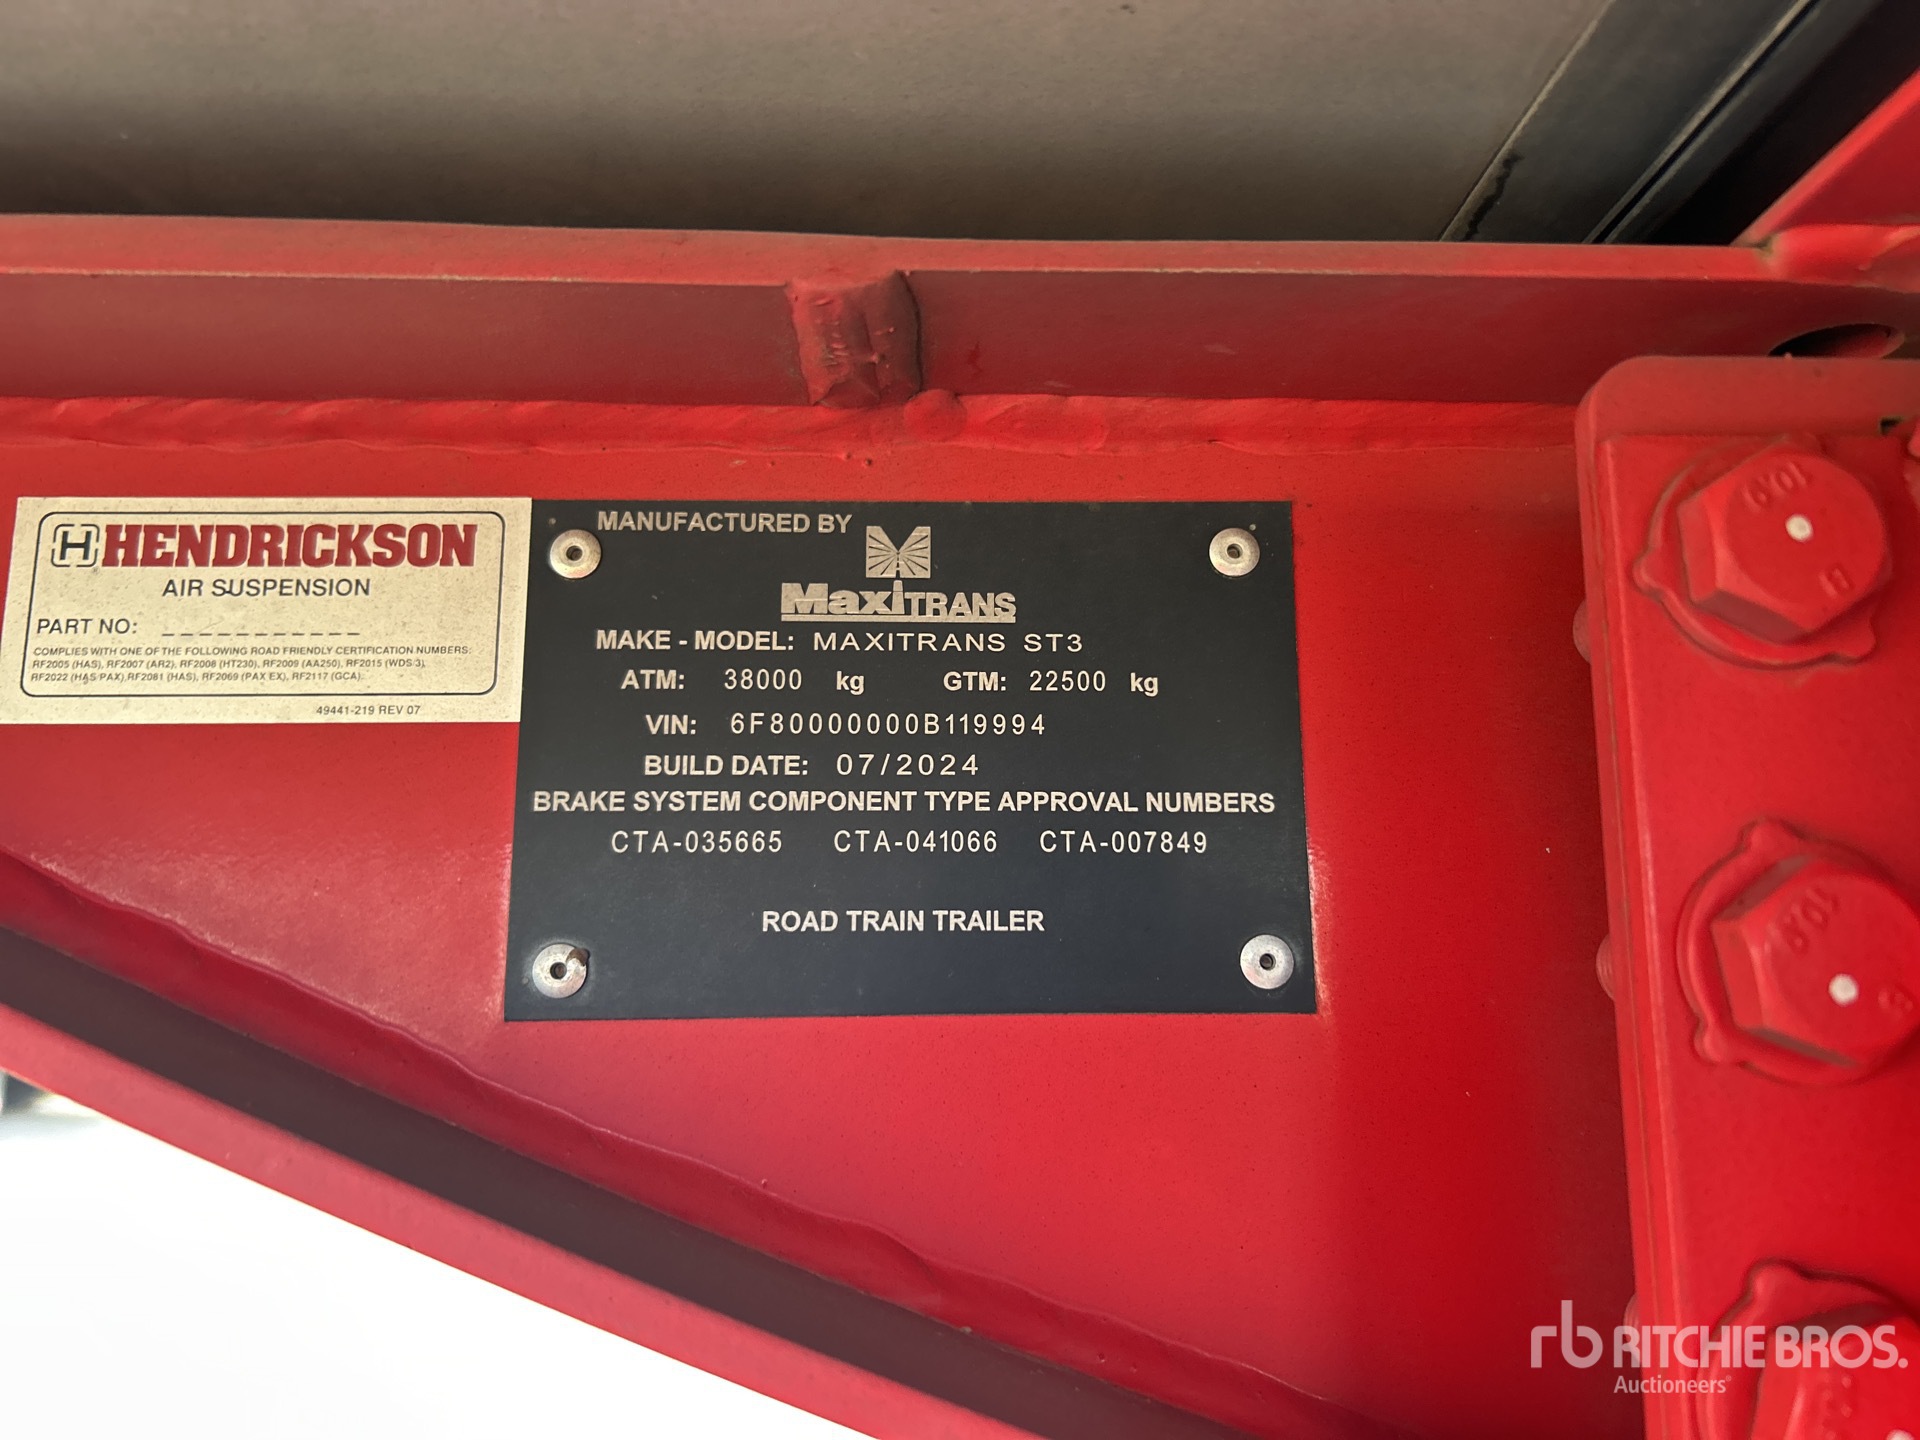 HENDRICKSON
AIR SUSPENSION
PART NO: ___________
COMPLIES WITH ONE OF THE FOLLOWING ROAD FRIENDLY CERTIFICATION NUMBERS:
RF2005 (HAS), RF2007 (AR2), RF2008 (HT230), RF2009 (AA250), RF2015 (WDS 3),
RF2022 (HAS PAX), RF2081 (HAS), RF2069 (PAX EX), RF2117 (GCA).
49441-219 REV 07
MANUFACTURED BY
MaxiTRANS
MAKE - MODEL: MAXITRANS ST3
ATM: 38000 kg GTM: 22500 kg
VIN: 6F80000000B119994
BUILD DATE: 07/2024
BRAKE SYSTEM COMPONENT TYPE APPROVAL NUMBERS
CTA-035665 CTA-041066 CTA-007849
ROAD TRAIN TRAILER
10.9
10.9
rb RITCHIE BROS.
Auctioneers